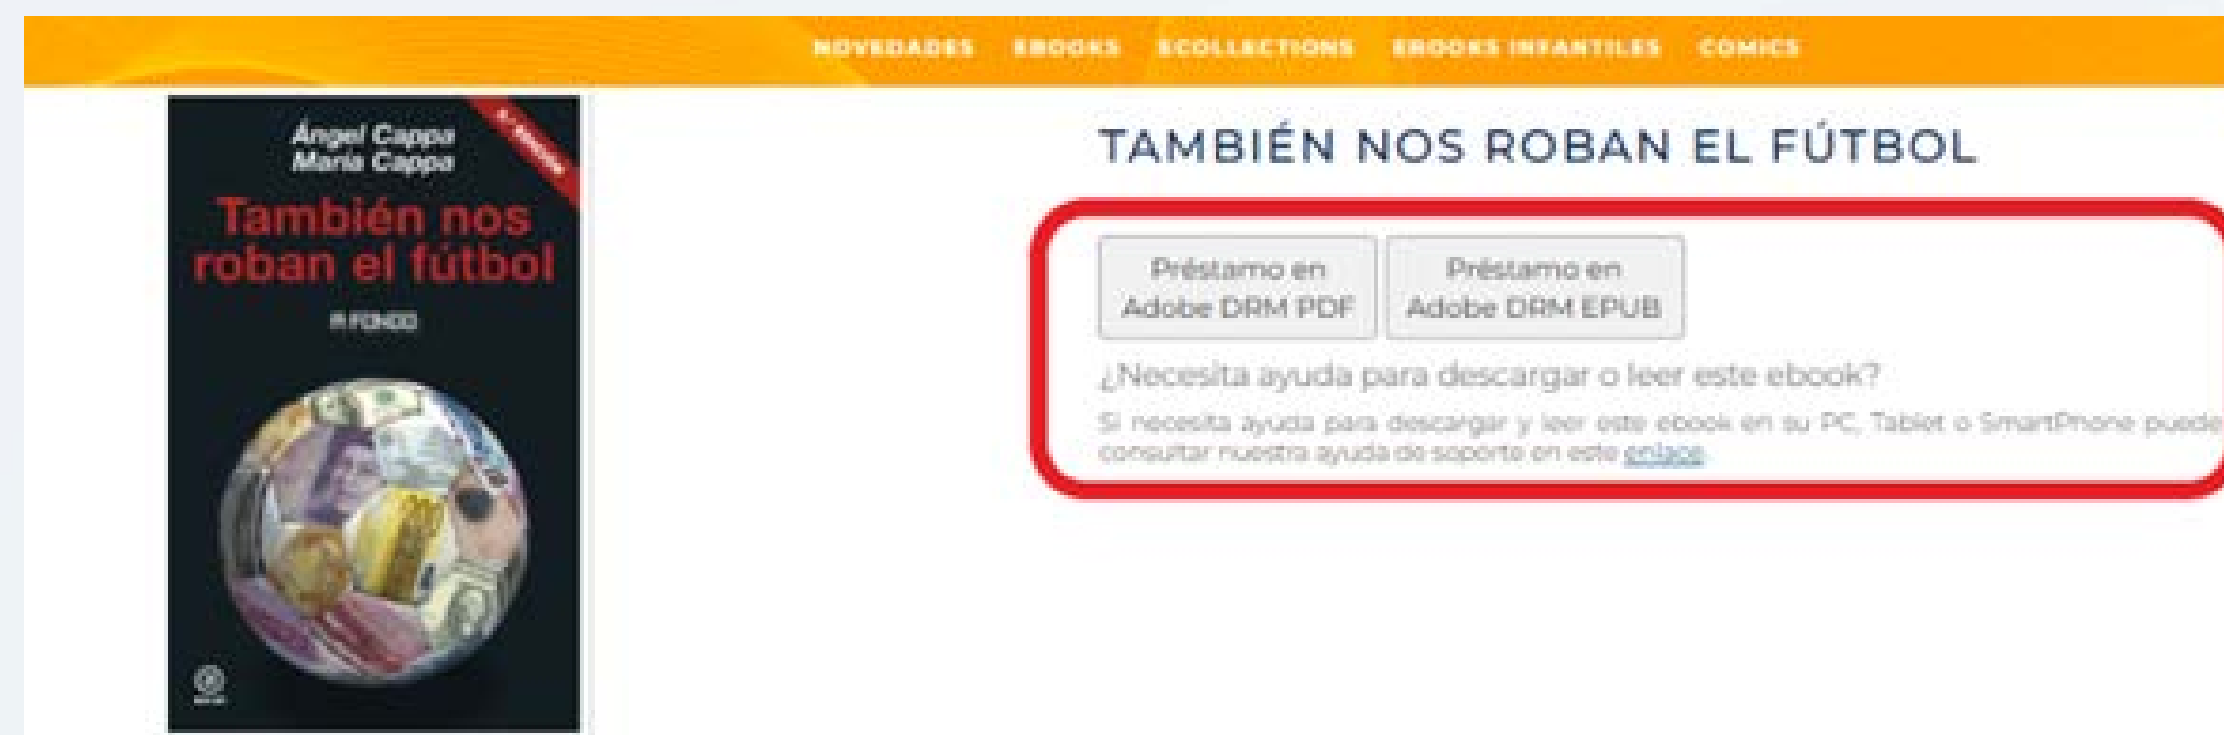 NOVEDADES EBOOKS ECOLLECTIONS EBOOKS INFANTILES COMICS
Ángel Cappa
María Cappa
También nos
roban el fútbol
A FONDO
TAMBIÉN NOS ROBAN EL FÚTBOL
Préstamo en
Adobe DRM PDF
Préstamo en
Adobe DRM EPUB
¿Necesita ayuda para descargar o leer este ebook?
Si necesita ayuda para descargar y leer este ebook en su PC, Tablet o SmartPhone puede
consultar nuestra ayuda de soporte en este enlace